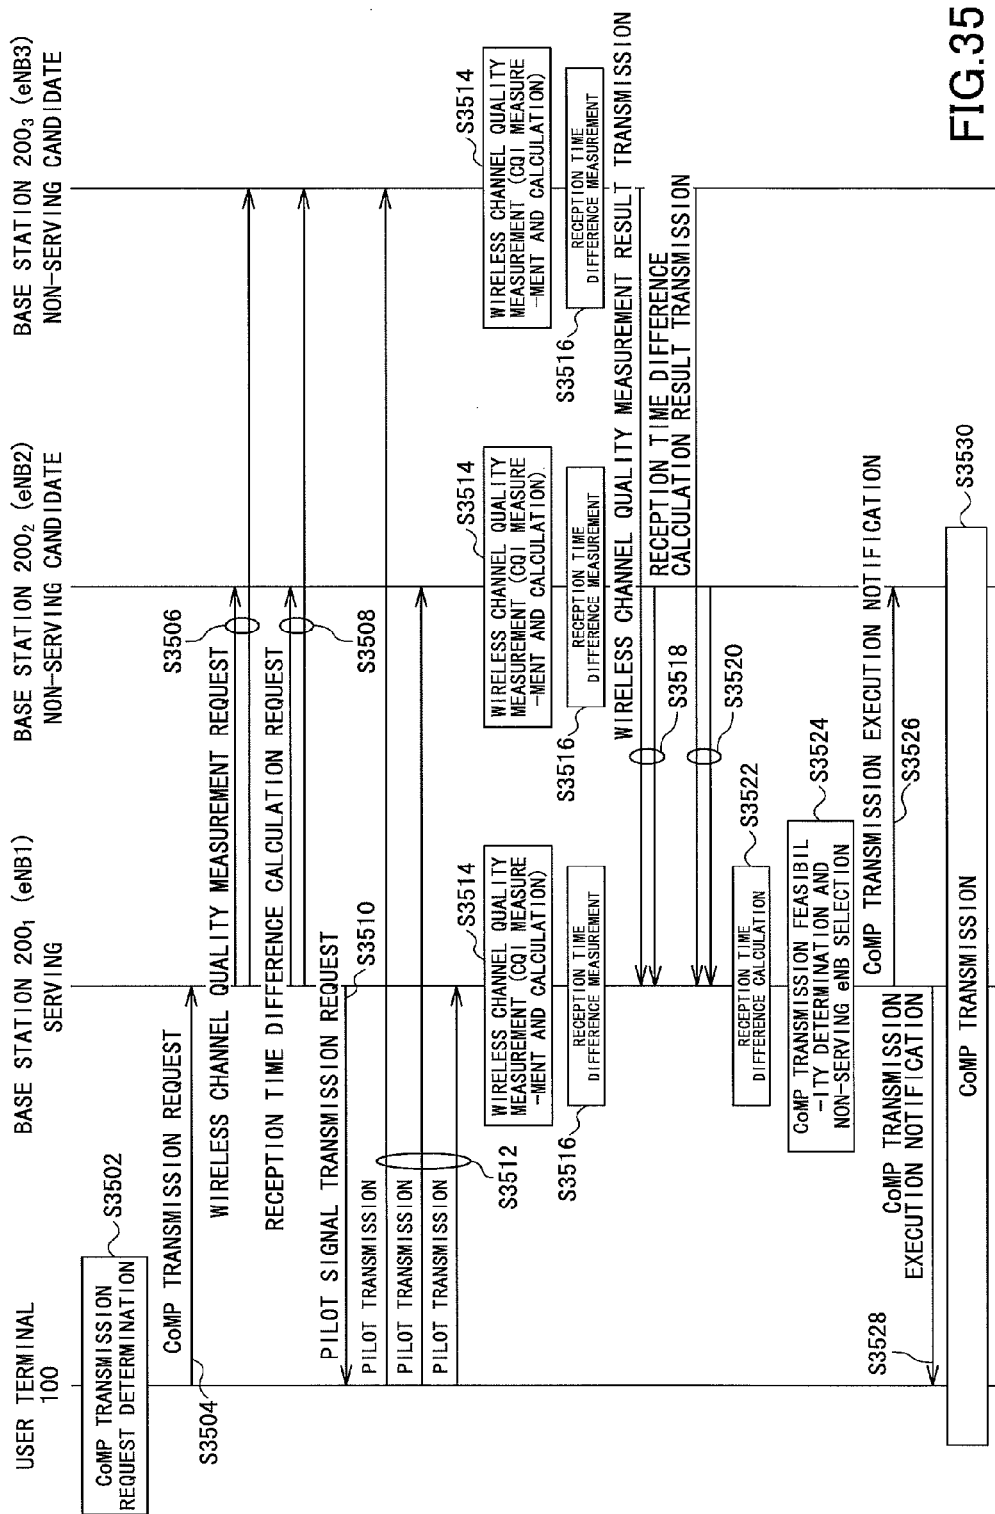 USER TERMINAL
100
BASE STATION 200₁ (eNB1)
SERVING
BASE STATION 200₂ (eNB2)
NON-SERVING CANDIDATE
BASE STATION 200₃ (eNB3)
NON-SERVING CANDIDATE
CoMP TRANSMISSION
REQUEST DETERMINATION
S3502
CoMP TRANSMISSION REQUEST
S3504
WIRELESS CHANNEL QUALITY MEASUREMENT REQUEST
S3506
RECEPTION TIME DIFFERENCE CALCULATION REQUEST
S3508
PILOT SIGNAL TRANSMISSION REQUEST
S3510
PILOT TRANSMISSION
PILOT TRANSMISSION
PILOT TRANSMISSION
S3512
WIRELESS CHANNEL QUALITY
MEASUREMENT (CQI MEASURE
-MENT AND CALCULATION)
S3514
WIRELESS CHANNEL QUALITY
MEASUREMENT (CQI MEASURE
-MENT AND CALCULATION)
S3514
WIRELESS CHANNEL QUALITY
MEASUREMENT (CQI MEASURE
-MENT AND CALCULATION)
S3514
RECEPTION TIME
DIFFERENCE MEASUREMENT
S3516
RECEPTION TIME
DIFFERENCE MEASUREMENT
S3516
RECEPTION TIME
DIFFERENCE MEASUREMENT
S3516
WIRELESS CHANNEL QUALITY MEASUREMENT RESULT TRANSMISSION
S3518
RECEPTION TIME DIFFERENCE
CALCULATION RESULT TRANSMISSION
S3520
RECEPTION TIME
DIFFERENCE CALCULATION
S3522
CoMP TRANSMISSION FEASIBIL
-ITY DETERMINATION AND
NON-SERVING eNB SELECTION
S3524
CoMP TRANSMISSION EXECUTION NOTIFICATION
S3526
CoMP TRANSMISSION
EXECUTION NOTIFICATION
S3528
CoMP TRANSMISSION
S3530
FIG.35